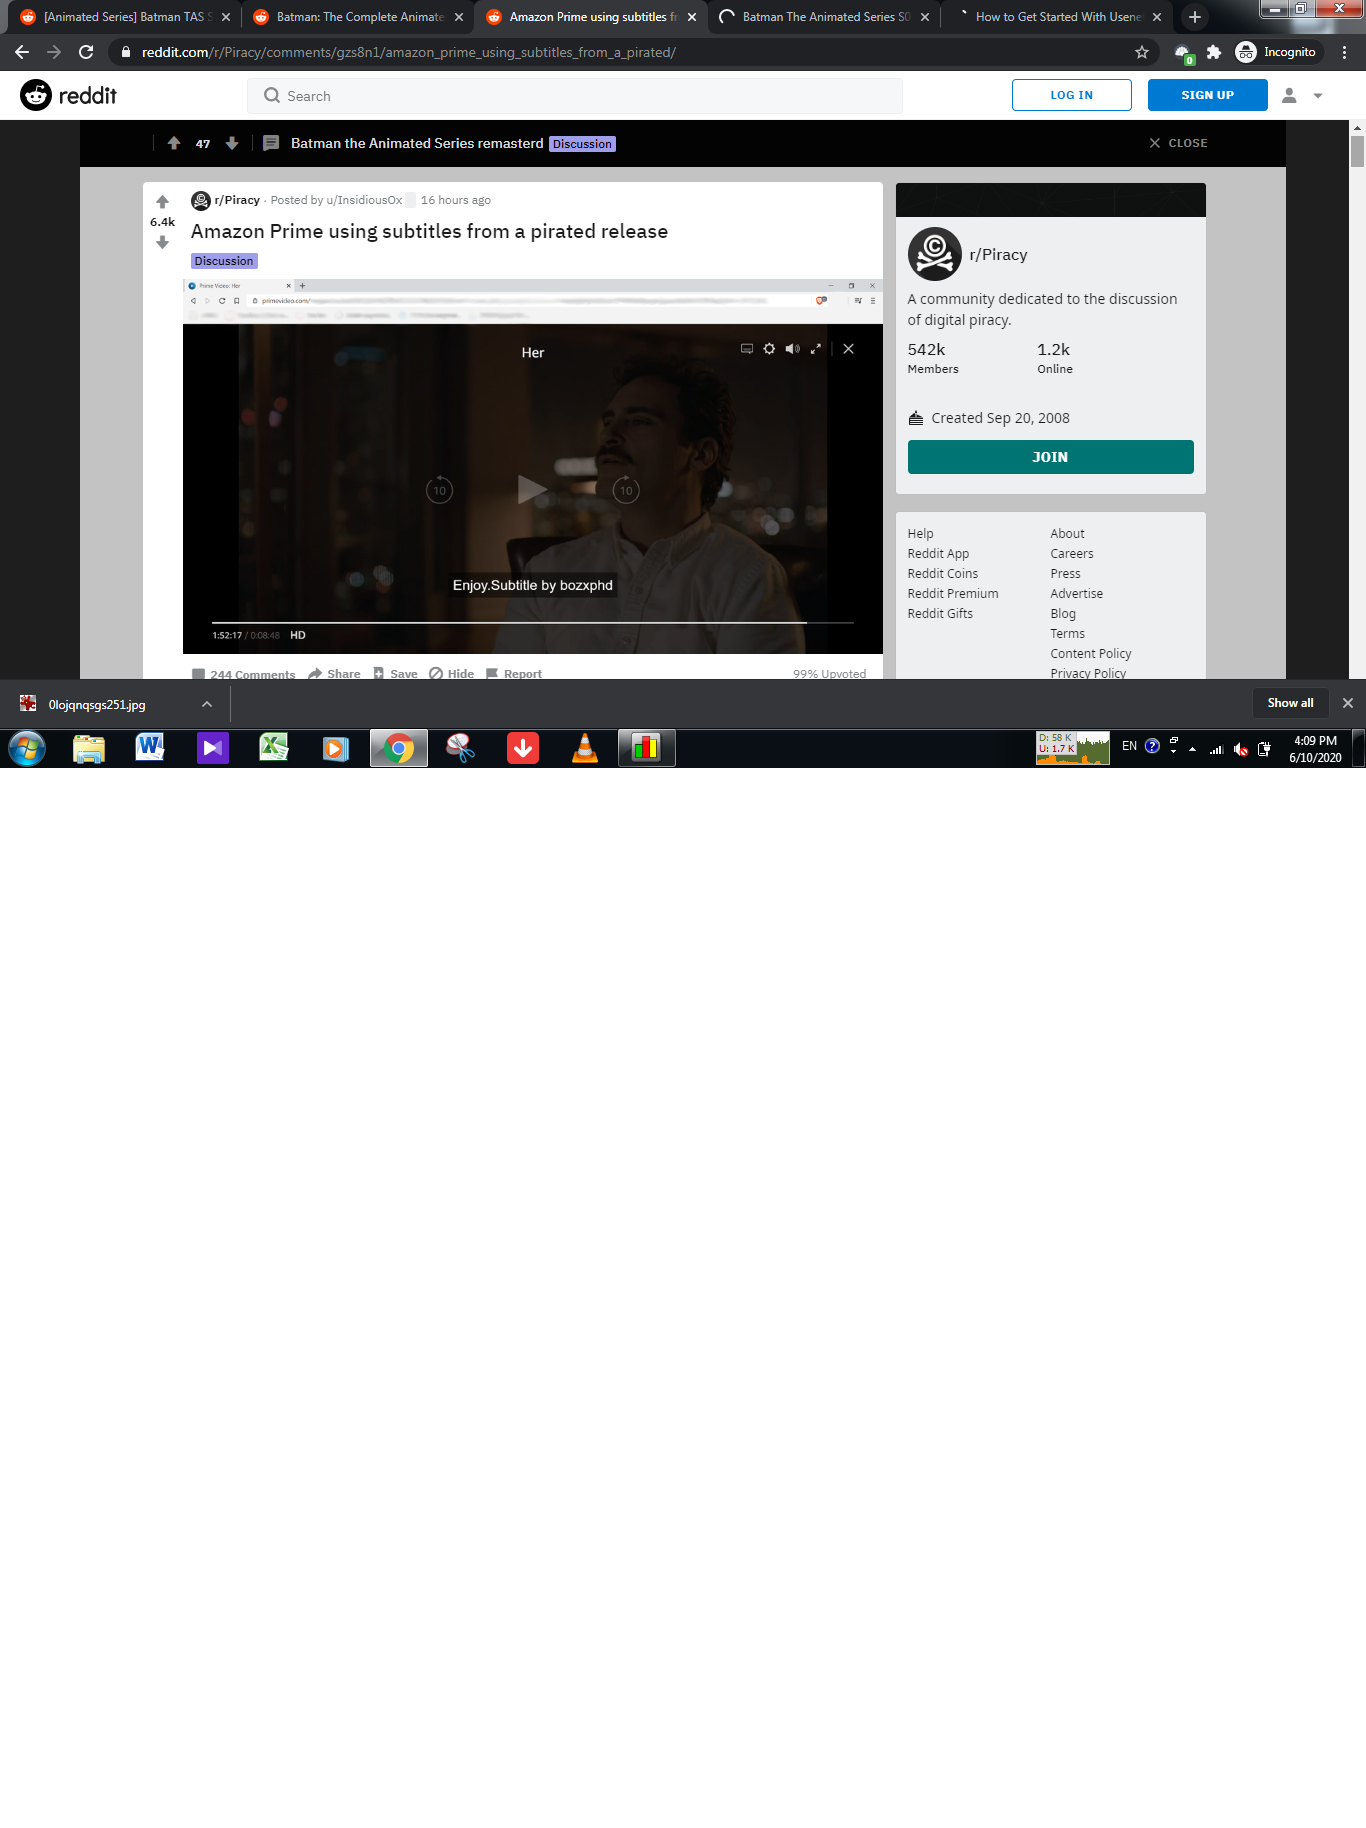 [Animated Series] Batman TAS S
Batman: The Complete Animate
Amazon Prime using subtitles fr
Batman The Animated Series S0
How to Get Started With Usene
reddit.com/r/Piracy/comments/gzs8n1/amazon_prime_using_subtitles_from_a_pirated/
0
Incognito
reddit
Search
LOG IN
SIGN UP
47
Batman the Animated Series remasterd Discussion
CLOSE
r/Piracy · Posted by u/InsidiousOx 16 hours ago
6.4k
Amazon Prime using subtitles from a pirated release
Discussion
Prime Video: Her
primevideo.com/
Her
10
10
Enjoy.Subtitle by bozxphd
1:52:17 / 0:08:48 HD
244 Comments Share Save Hide Report 99% Upvoted
r/Piracy
A community dedicated to the discussion
of digital piracy.
542k 1.2k
Members Online
Created Sep 20, 2008
JOIN
Help About
Reddit App Careers
Reddit Coins Press
Reddit Premium Advertise
Reddit Gifts Blog
Terms
Content Policy
Privacy Policy
0lojqnqsgs251.jpg
Show all
D: 58 K
U: 1.7 K
EN
4:09 PM
6/10/2020